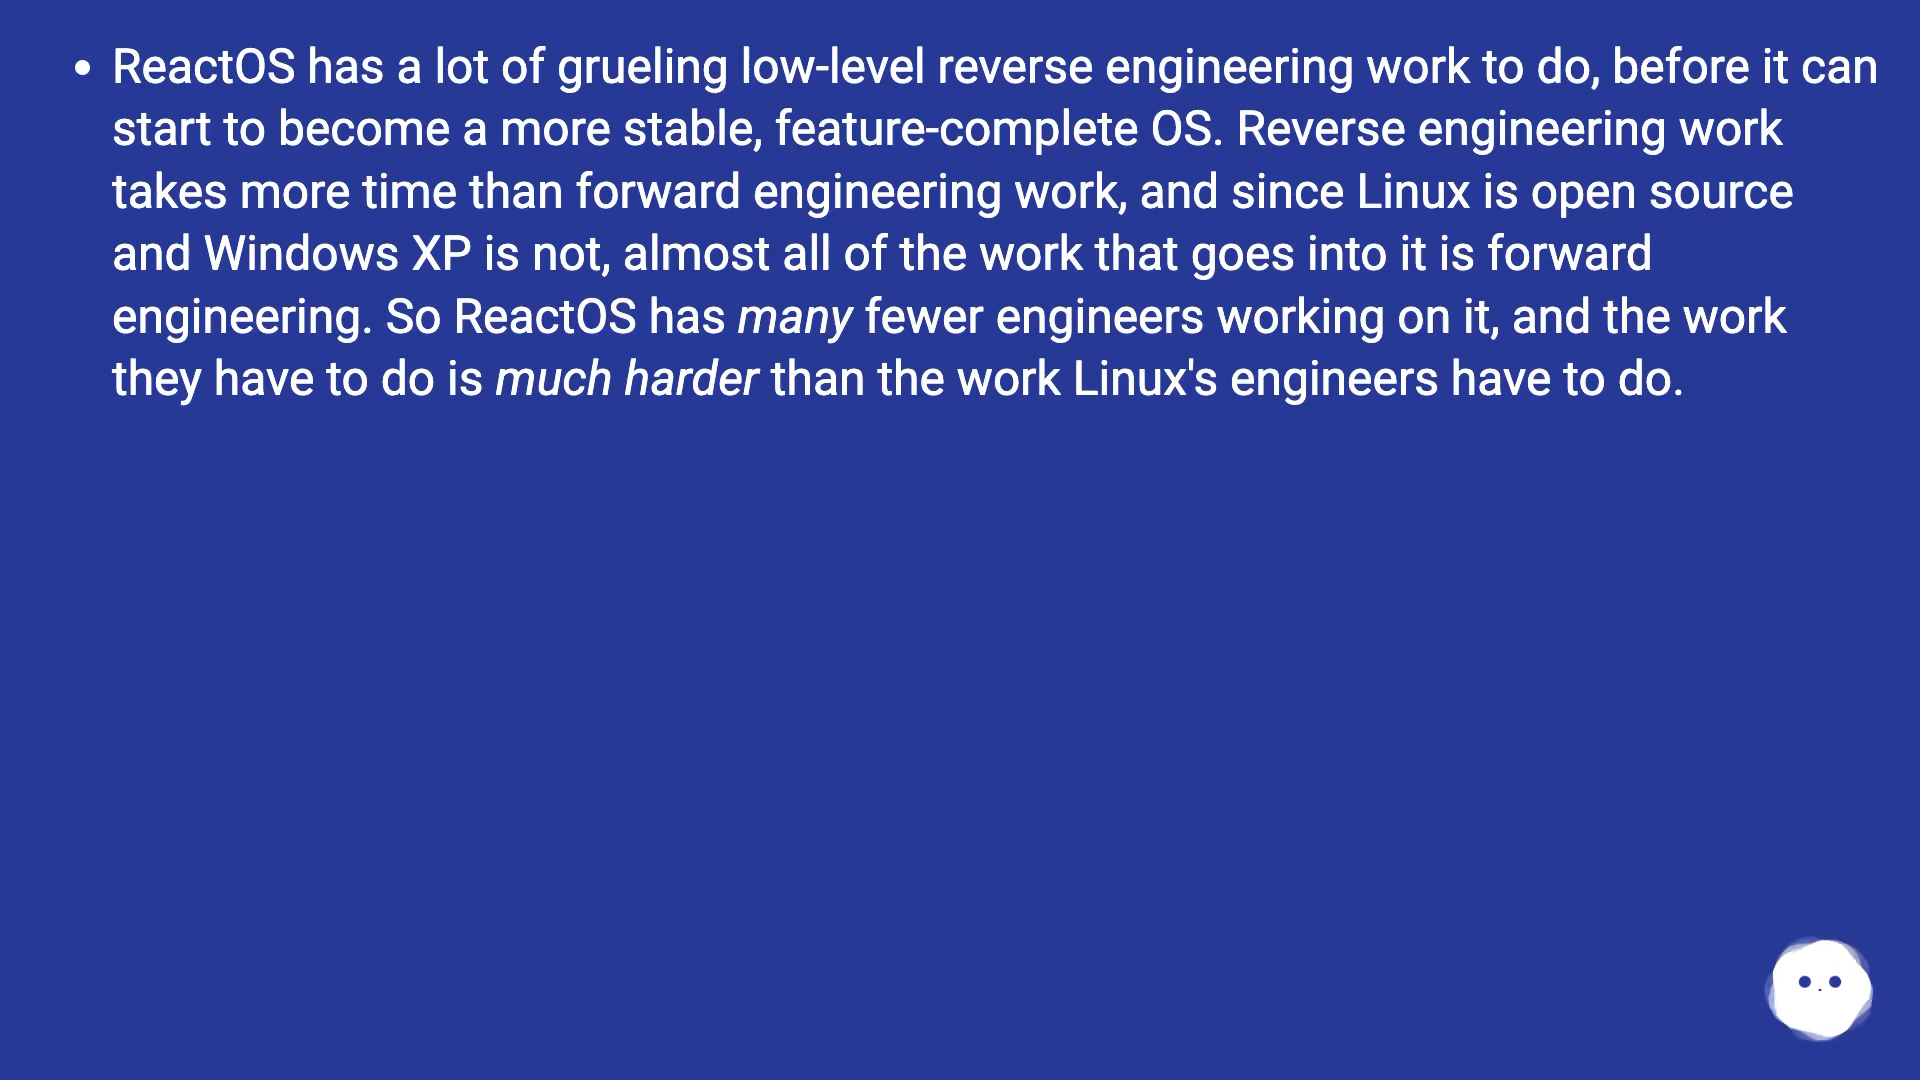 • ReactOS has a lot of grueling low-level reverse engineering work to do, before it can
start to become a more stable, feature-complete OS. Reverse engineering work
takes more time than forward engineering work, and since Linux is open source
and Windows XP is not, almost all of the work that goes into it is forward
engineering. So ReactOS has many fewer engineers working on it, and the work
they have to do is much harder than the work Linux's engineers have to do.